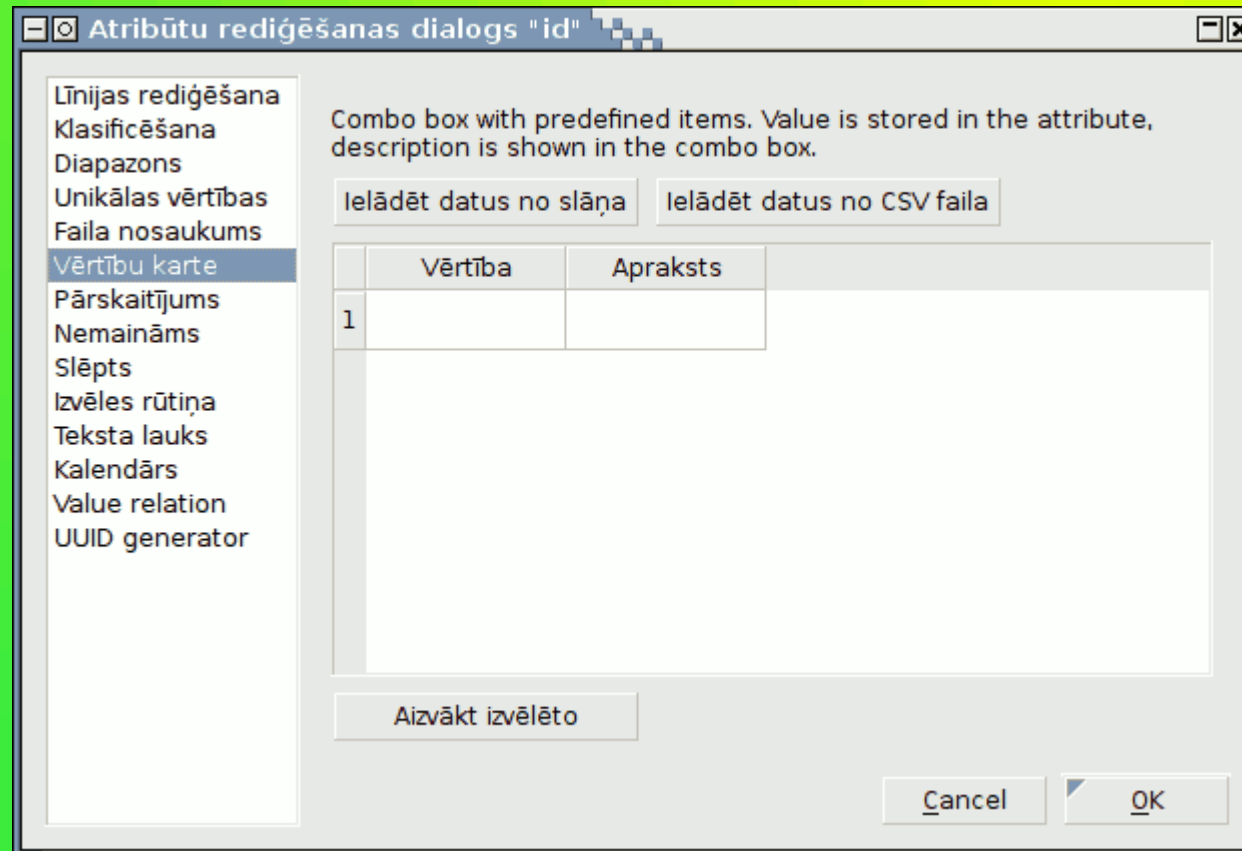 Atribūtu rediģēšanas dialogs "id"
Līnijas rediģēšana
Klasificēšana
Diapazons
Unikālas vērtības
Faila nosaukums
Vērtību karte
Pārskaitījums
Nemaināms
Slēpts
Izvēles rūtiņa
Teksta lauks
Kalendārs
Value relation
UUID generator
Combo box with predefined items. Value is stored in the attribute,
description is shown in the combo box.
Ielādēt datus no slāņa Ielādēt datus no CSV faila
Vērtība Apraksts
1
Aizvākt izvēlēto
Cancel OK